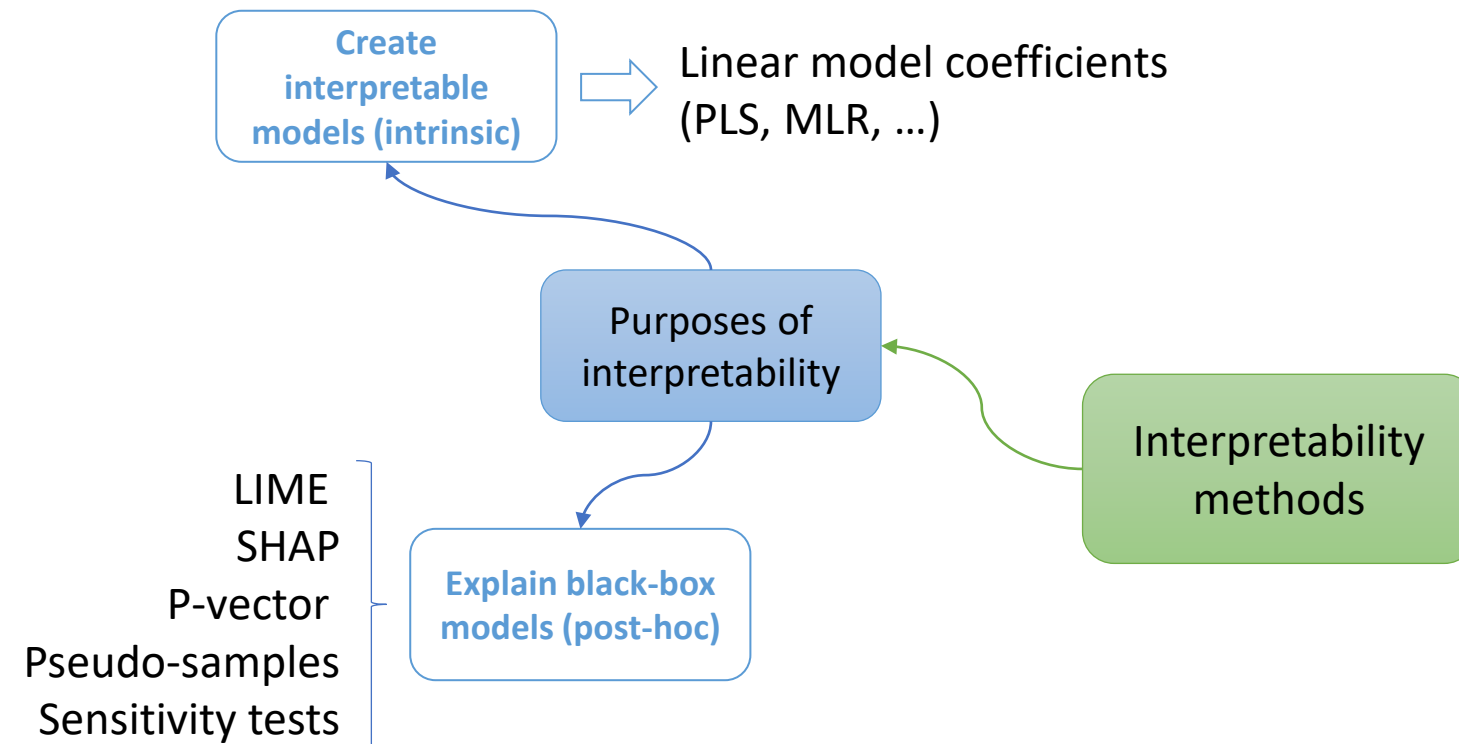 Create
interpretable
models (intrinsic)
Linear model coefficients
(PLS, MLR, …)
Purposes of
interpretability
Interpretability
methods
LIME
SHAP
P-vector
Pseudo-samples
Sensitivity tests
Explain black-box
models (post-hoc)